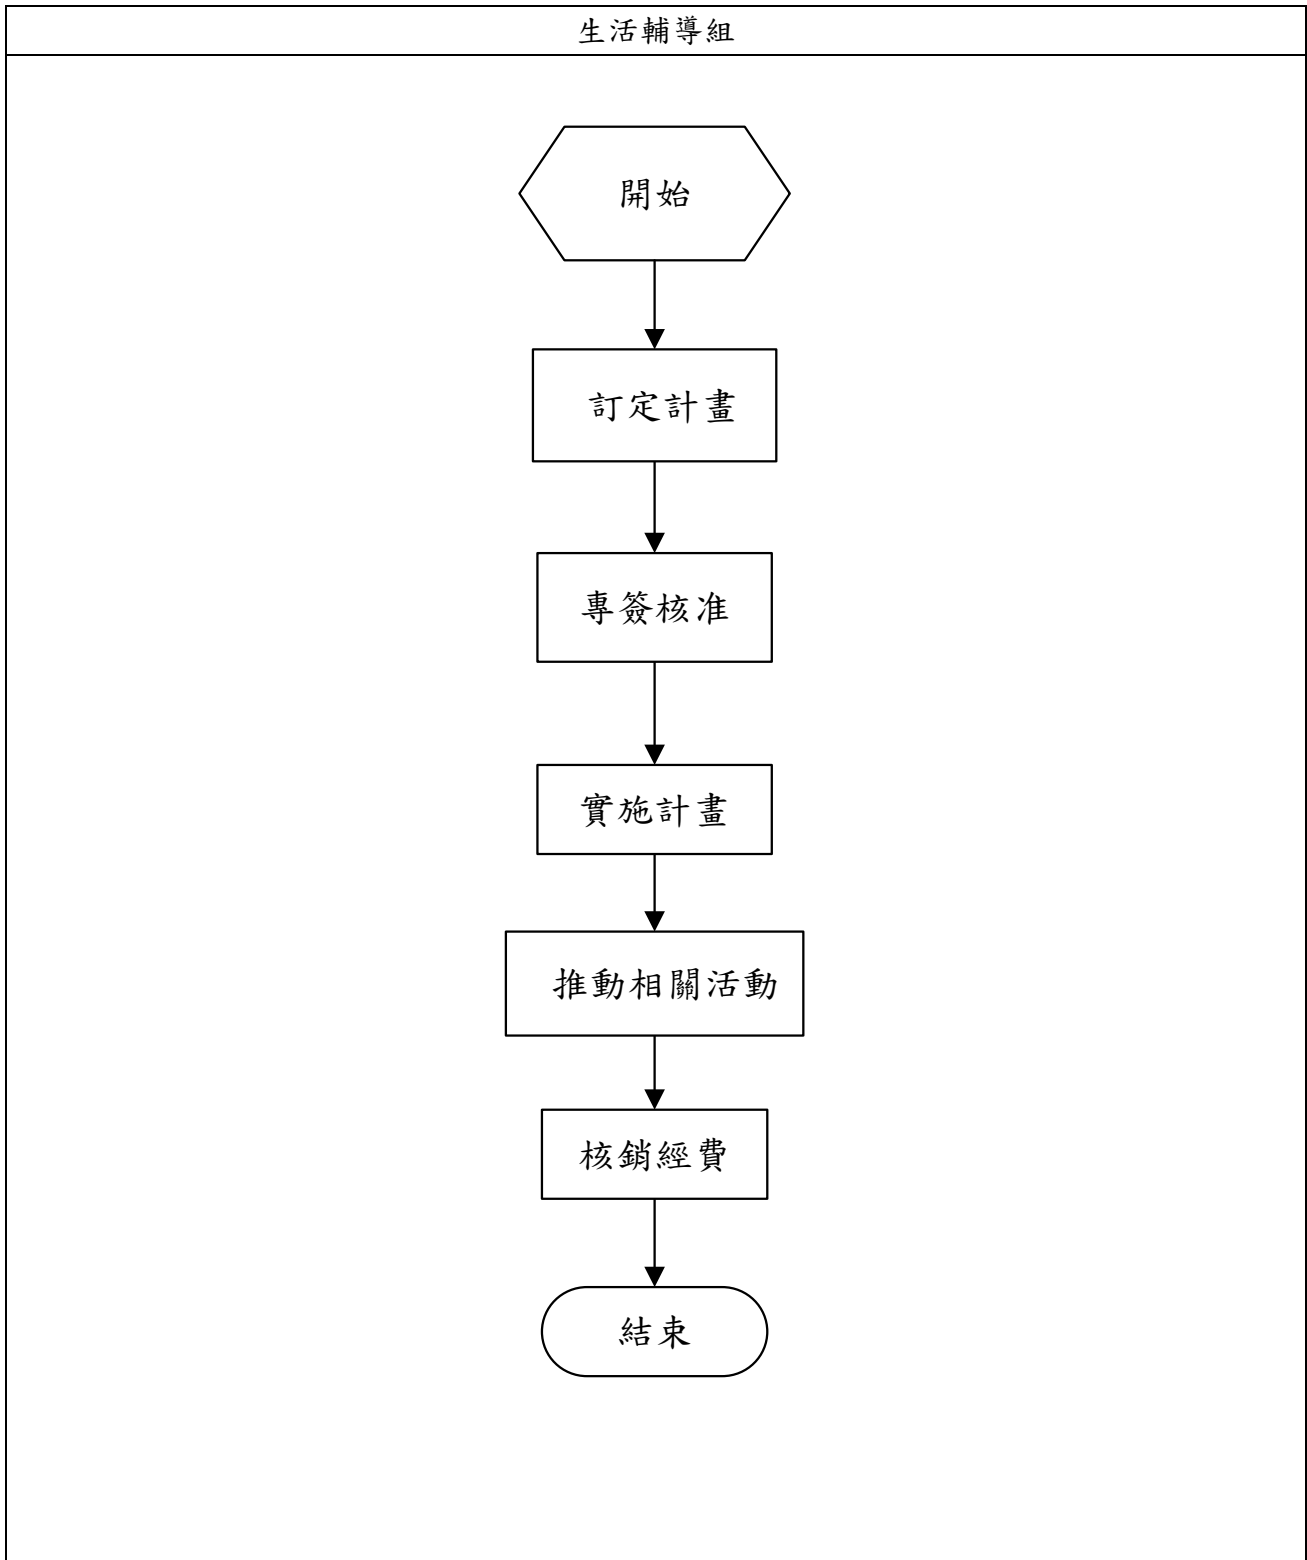 生活輔導組
開始
訂定計畫
專簽核准
實施計畫
推動相關活動
核銷經費
結束